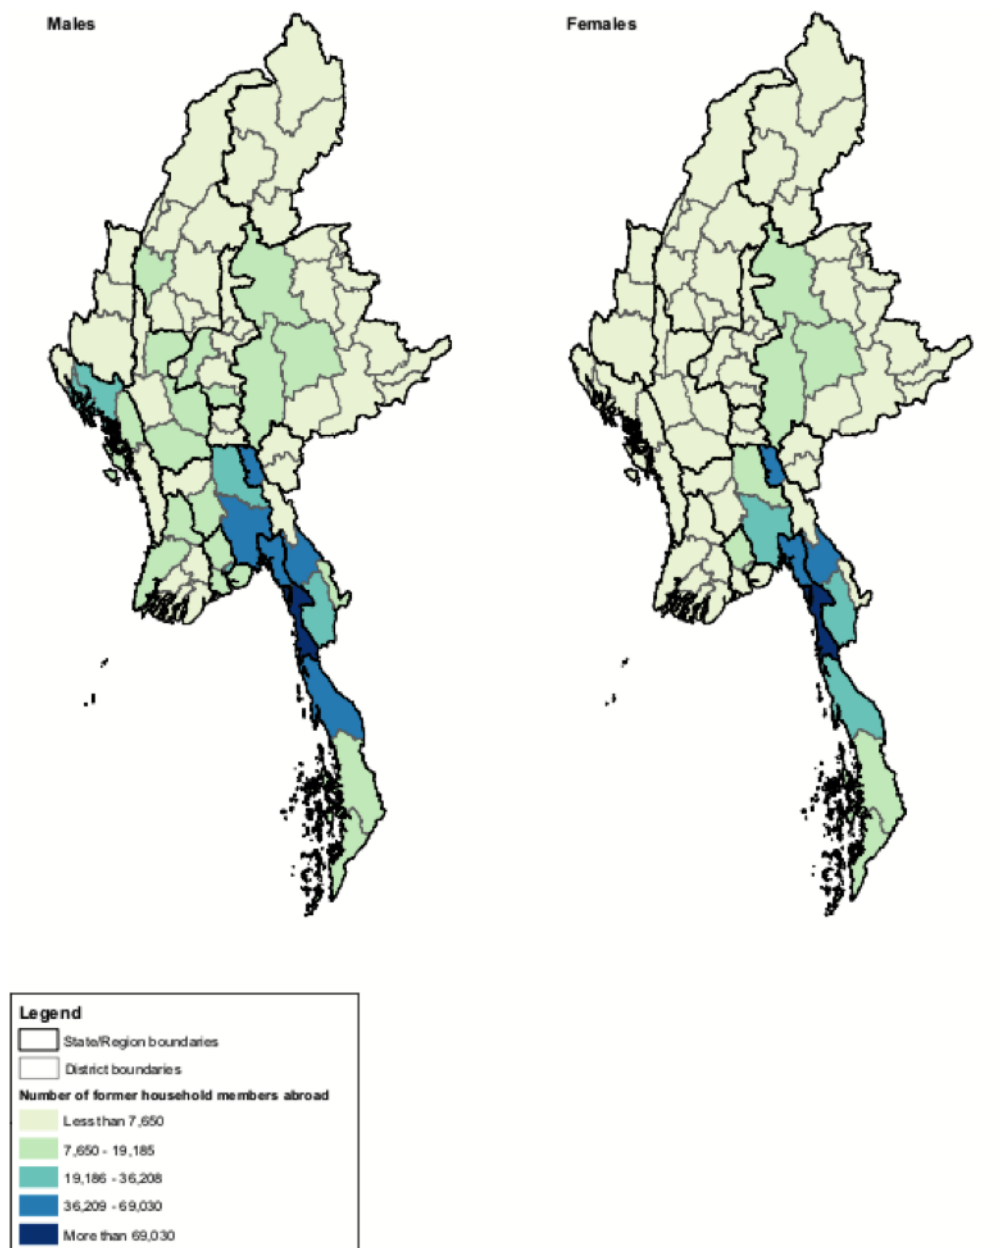 Males
Females
Legend
State/Region boundaries
District boundaries
Number of former household members abroad
Less than 7,650
7,650 - 19,185
19,186 - 36,208
36,209 - 69,030
More than 69,030